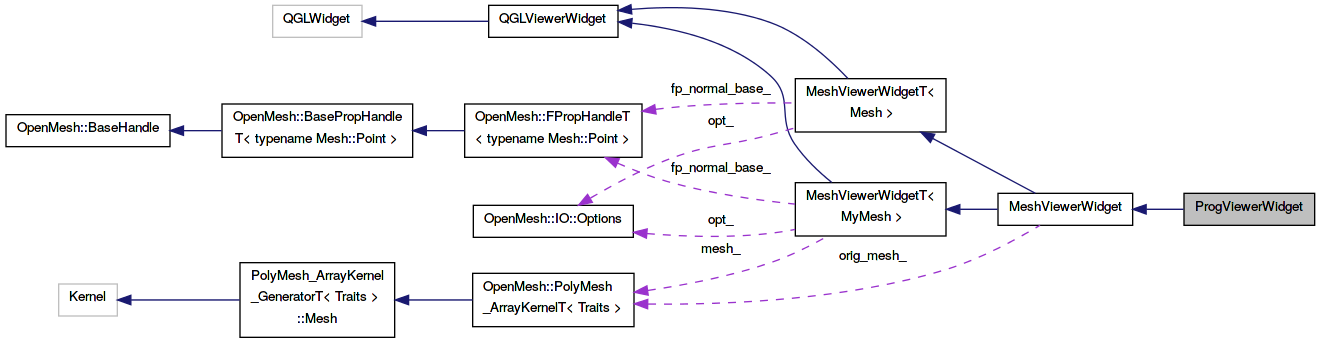 QGLWidget
QGLViewerWidget
MeshViewerWidgetT<
Mesh >
fp_normal_base_
opt_
OpenMesh::BaseHandle
OpenMesh::BasePropHandle
T< typename Mesh::Point >
OpenMesh::FPropHandleT
< typename Mesh::Point >
fp_normal_base_
MeshViewerWidgetT<
MyMesh >
MeshViewerWidget
ProgViewerWidget
OpenMesh::IO::Options
opt_
mesh_
orig_mesh_
Kernel
PolyMesh_ArrayKernel
_GeneratorT< Traits >
::Mesh
OpenMesh::PolyMesh
_ArrayKernelT< Traits >